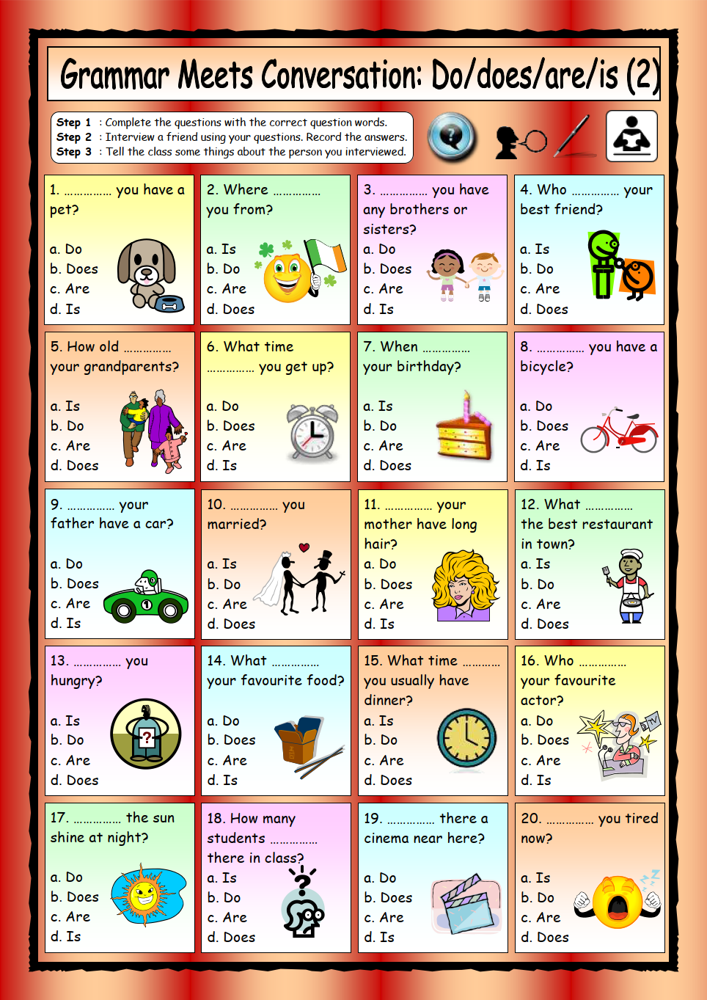 Grammar Meets Conversation: Do/does/are/is (2)
Step 1 : Complete the questions with the correct question words.
Step 2 : Interview a friend using your questions. Record the answers.
Step 3 : Tell the class some things about the person you interviewed.
1. …………… you have a
pet?
a. Do
b. Does
c. Are
d. Is
2. Where ……………
you from?
a. Is
b. Do
c. Are
d. Does
3. …………… you have
any brothers or
sisters?
a. Do
b. Does
c. Are
d. Is
4. Who …………… your
best friend?
a. Is
b. Do
c. Are
d. Does
5. How old ……………
your grandparents?
a. Is
b. Do
c. Are
d. Does
6. What time
…………… you get up?
a. Do
b. Does
c. Are
d. Is
7. When ……………
your birthday?
a. Is
b. Do
c. Are
d. Does
8. …………… you have a
bicycle?
a. Do
b. Does
c. Are
d. Is
9. …………… your
father have a car?
a. Do
b. Does
c. Are
d. Is
1
10. …………… you
married?
a. Is
b. Do
c. Are
d. Does
11. …………… your
mother have long
hair?
a. Do
b. Does
c. Are
d. Is
12. What ……………
the best restaurant
in town?
a. Is
b. Do
c. Are
d. Does
13. …………… you
hungry?
a. Is
b. Do
c. Are
d. Does
?
14. What ……………
your favourite food?
a. Do
b. Does
c. Are
d. Is
15. What time …………
you usually have
dinner?
a. Is
b. Do
c. Are
d. Does
16. Who ……………
your favourite
actor?
a. Do
b. Does
c. Are
d. Is
TV
17. …………… the sun
shine at night?
a. Do
b. Does
c. Are
d. Is
18. How many
students ……………
there in class?
a. Is
b. Do
c. Are
d. Does
?
19. …………… there a
cinema near here?
a. Do
b. Does
c. Are
d. Is
20. …………… you tired
now?
a. Is
b. Do
c. Are
d. Does
z z z